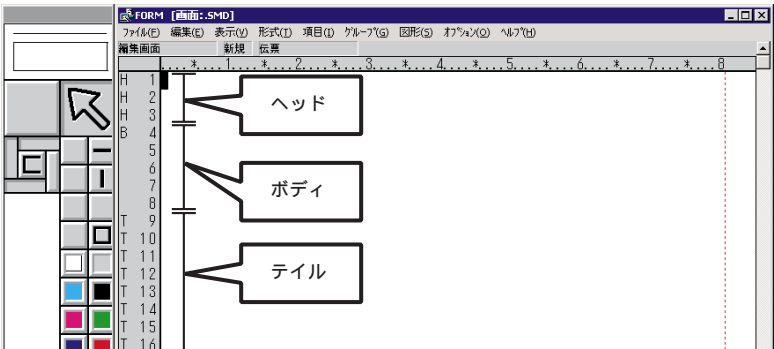 FORM [画面:.SMD]
ファイル(F) 編集(E) 表示(V) 形式(T) 項目(I) グループ(G) 図形(S) オプション(O) ヘルプ(H)
編集画面 新規 伝票
....*....1....*....2....*....3....*....4....*....5....*....6....*....7....*....8
H 1
H 2
H 3
B 4
5
6
7
8
T 9
T 10
T 11
T 12
T 13
T 14
T 15
T 16
ヘッド
ボディ
テイル